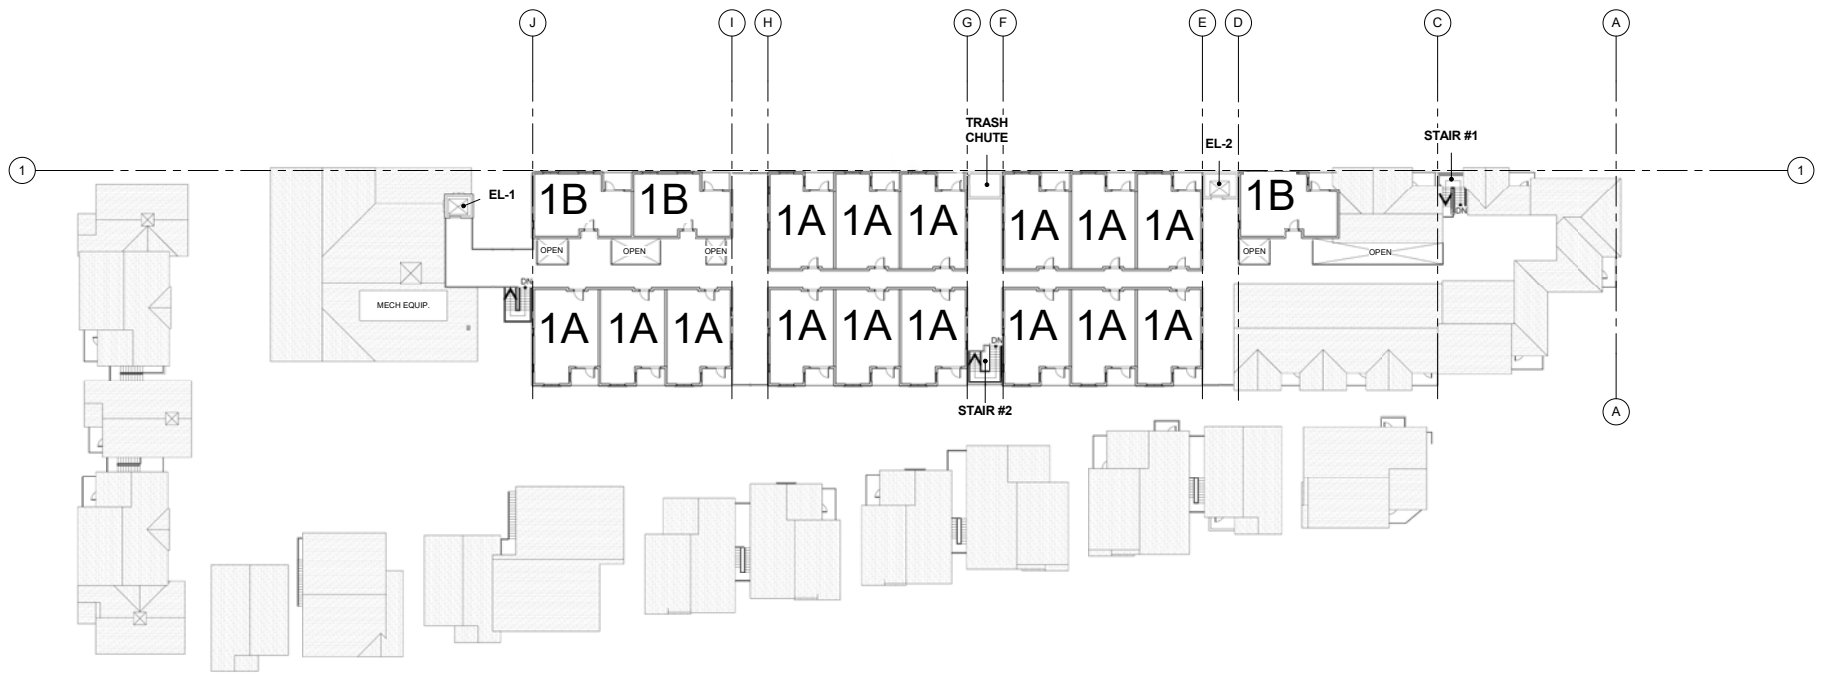 J
I
H
G
F
E
D
C
A
TRASH
CHUTE
EL-2
STAIR #1
1
1
EL-1
1B
1B
1A
1A
1A
1A
1A
1A
1B
DN
OPEN
OPEN
OPEN
OPEN
OPEN
DN
MECH EQUIP.
1A
1A
1A
1A
1A
1A
1A
1A
1A
DN
STAIR #2
A